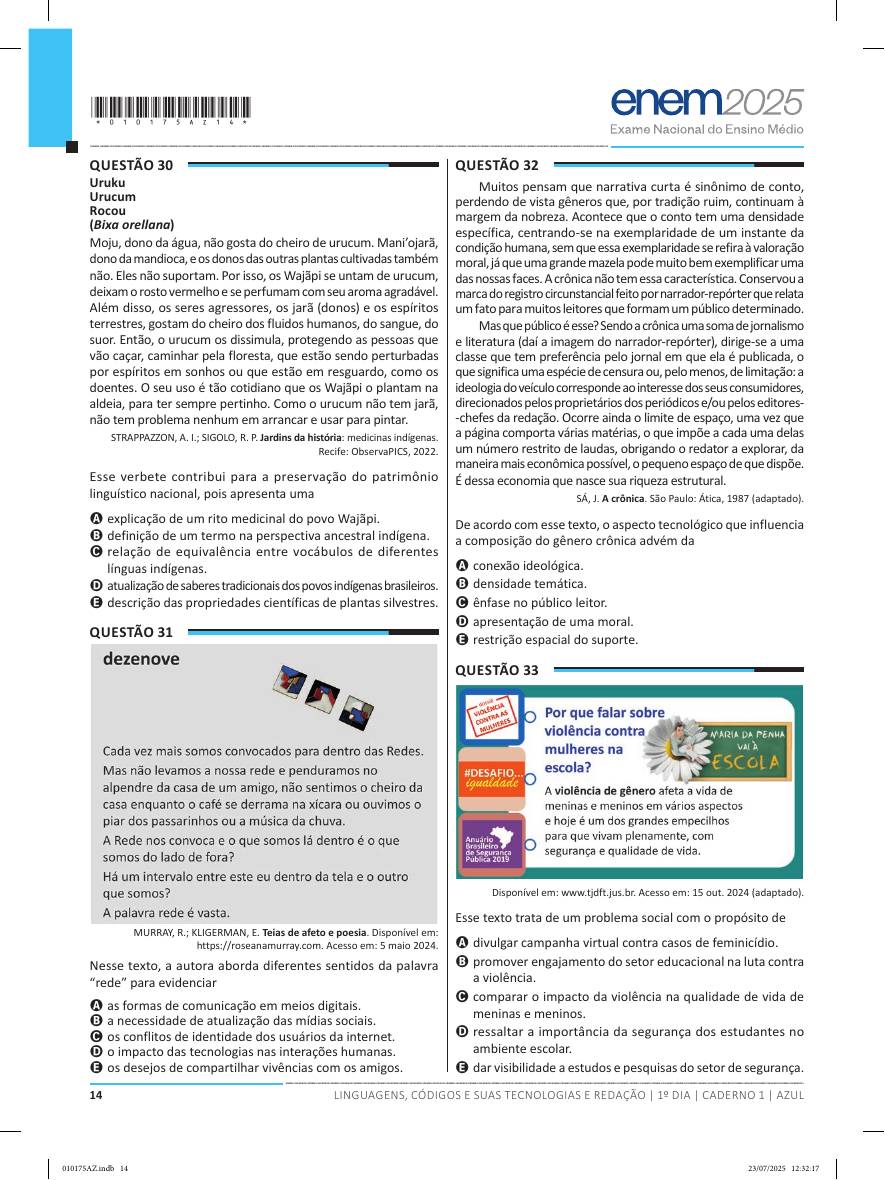 *010175AZ14*
enem2025
Exame Nacional do Ensino Médio
QUESTÃO 30
Uruku
Urucum
Rocou
(Bixa orellana)
Moju, dono da água, não gosta do cheiro de urucum. Mani'ojarã,
dono da mandioca, e os donos das outras plantas cultivadas também
não. Eles não suportam. Por isso, os Wajãpi se untam de urucum,
deixam o rosto vermelho e se perfumam com seu aroma agradável.
Além disso, os seres agressores, os jarã (donos) e os espíritos
terrestres, gostam do cheiro dos fluidos humanos, do sangue, do
suor. Então, o urucum os dissimula, protegendo as pessoas que
vão caçar, caminhar pela floresta, que estão sendo perturbadas
por espíritos em sonhos ou que estão em resguardo, como os
doentes. O seu uso é tão cotidiano que os Wajãpi o plantam na
aldeia, para ter sempre pertinho. Como o urucum não tem jarã,
não tem problema nenhum em arrancar e usar para pintar.
STRAPPAZZON, A. I.; SIGOLO, R. P. Jardins da história: medicinas indígenas.
Recife: ObservaPICS, 2022.
Esse verbete contribui para a preservação do patrimônio
linguístico nacional, pois apresenta uma
A explicação de um rito medicinal do povo Wajãpi.
B definição de um termo na perspectiva ancestral indígena.
C relação de equivalência entre vocábulos de diferentes
línguas indígenas.
D atualização de saberes tradicionais dos povos indígenas brasileiros.
E descrição das propriedades científicas de plantas silvestres.
QUESTÃO 31
dezenove
Cada vez mais somos convocados para dentro das Redes.
Mas não levamos a nossa rede e penduramos no
alpendre da casa de um amigo, não sentimos o cheiro da
casa enquanto o café se derrama na xícara ou ouvimos o
piar dos passarinhos ou a música da chuva.
A Rede nos convoca e o que somos lá dentro é o que
somos do lado de fora?
Há um intervalo entre este eu dentro da tela e o outro
que somos?
A palavra rede é vasta.
MURRAY, R.; KLIGERMAN, E. Teias de afeto e poesia. Disponível em:
https://roseanamurray.com. Acesso em: 5 maio 2024.
Nesse texto, a autora aborda diferentes sentidos da palavra
“rede” para evidenciar
A as formas de comunicação em meios digitais.
B a necessidade de atualização das mídias sociais.
C os conflitos de identidade dos usuários da internet.
D o impacto das tecnologias nas interações humanas.
E os desejos de compartilhar vivências com os amigos.
QUESTÃO 32
Muitos pensam que narrativa curta é sinônimo de conto,
perdendo de vista gêneros que, por tradição ruim, continuam à
margem da nobreza. Acontece que o conto tem uma densidade
específica, centrando-se na exemplaridade de um instante da
condição humana, sem que essa exemplaridade se refira à valoração
moral, já que uma grande mazela pode muito bem exemplificar uma
das nossas faces. A crônica não tem essa característica. Conservou a
marca do registro circunstancial feito por narrador-repórter que relata
um fato para muitos leitores que formam um público determinado.
Mas que público é esse? Sendo a crônica uma soma de jornalismo
e literatura (daí a imagem do narrador-repórter), dirige-se a uma
classe que tem preferência pelo jornal em que ela é publicada, o
que significa uma espécie de censura ou, pelo menos, de limitação: a
ideologia do veículo corresponde ao interesse dos seus consumidores,
direcionados pelos proprietários dos periódicos e/ou pelos editores-
-chefes da redação. Ocorre ainda o limite de espaço, uma vez que
a página comporta várias matérias, o que impõe a cada uma delas
um número restrito de laudas, obrigando o redator a explorar, da
maneira mais econômica possível, o pequeno espaço de que dispõe.
É dessa economia que nasce sua riqueza estrutural.
SÁ, J. A crônica. São Paulo: Ática, 1987 (adaptado).
De acordo com esse texto, o aspecto tecnológico que influencia
a composição do gênero crônica advém da
A conexão ideológica.
B densidade temática.
C ênfase no público leitor.
D apresentação de uma moral.
E restrição espacial do suporte.
QUESTÃO 33
dossiê
VIOLÊNCIA
CONTRA AS
MULHERES
#DESAFIO...
igualdade
Anuário
Brasileiro
de Segurança
Pública 2019
Por que falar sobre
violência contra
mulheres na
escola?
MARIA DA PENHA
VAI À
ESCOLA
A violência de gênero afeta a vida de
meninas e meninos em vários aspectos
e hoje é um dos grandes empecilhos
para que vivam plenamente, com
segurança e qualidade de vida.
Disponível em: www.tjdft.jus.br. Acesso em: 15 out. 2024 (adaptado).
Esse texto trata de um problema social com o propósito de
A divulgar campanha virtual contra casos de feminicídio.
B promover engajamento do setor educacional na luta contra
a violência.
C comparar o impacto da violência na qualidade de vida de
meninas e meninos.
D ressaltar a importância da segurança dos estudantes no
ambiente escolar.
E dar visibilidade a estudos e pesquisas do setor de segurança.
14
LINGUAGENS, CÓDIGOS E SUAS TECNOLOGIAS E REDAÇÃO | 1º DIA | CADERNO 1 | AZUL
010175AZ.indb 14
23/07/2025 12:32:17